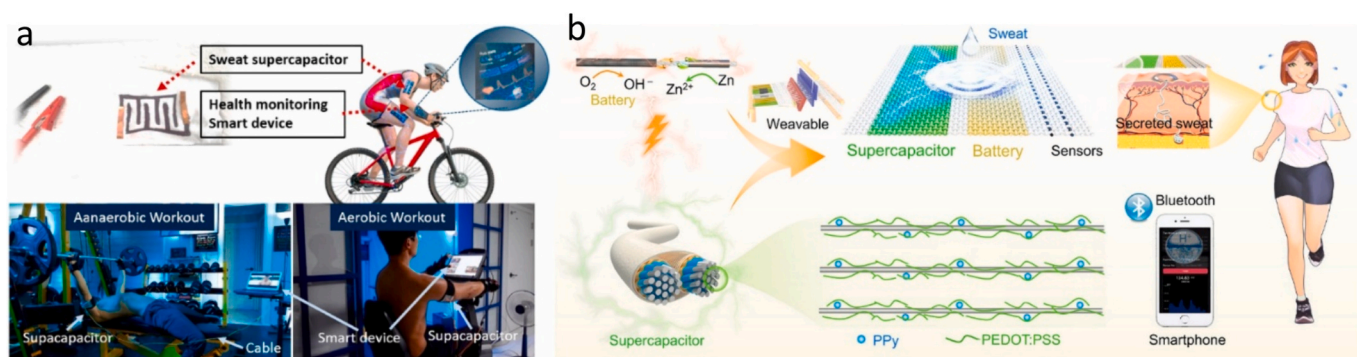 a
Sweat supercapacitor
Health monitoring
Smart device
Aanaerobic Workout
Aerobic Workout
Supacapacitor
Cable
Smart device
Supacapacitor
b
O₂
OH⁻
Zn²⁺
Zn
Battery
Weavable
Sweat
Supercapacitor
Battery
Sensors
Secreted sweat
Supercapacitor
PPy
PEDOT:PSS
Bluetooth
Smartphone